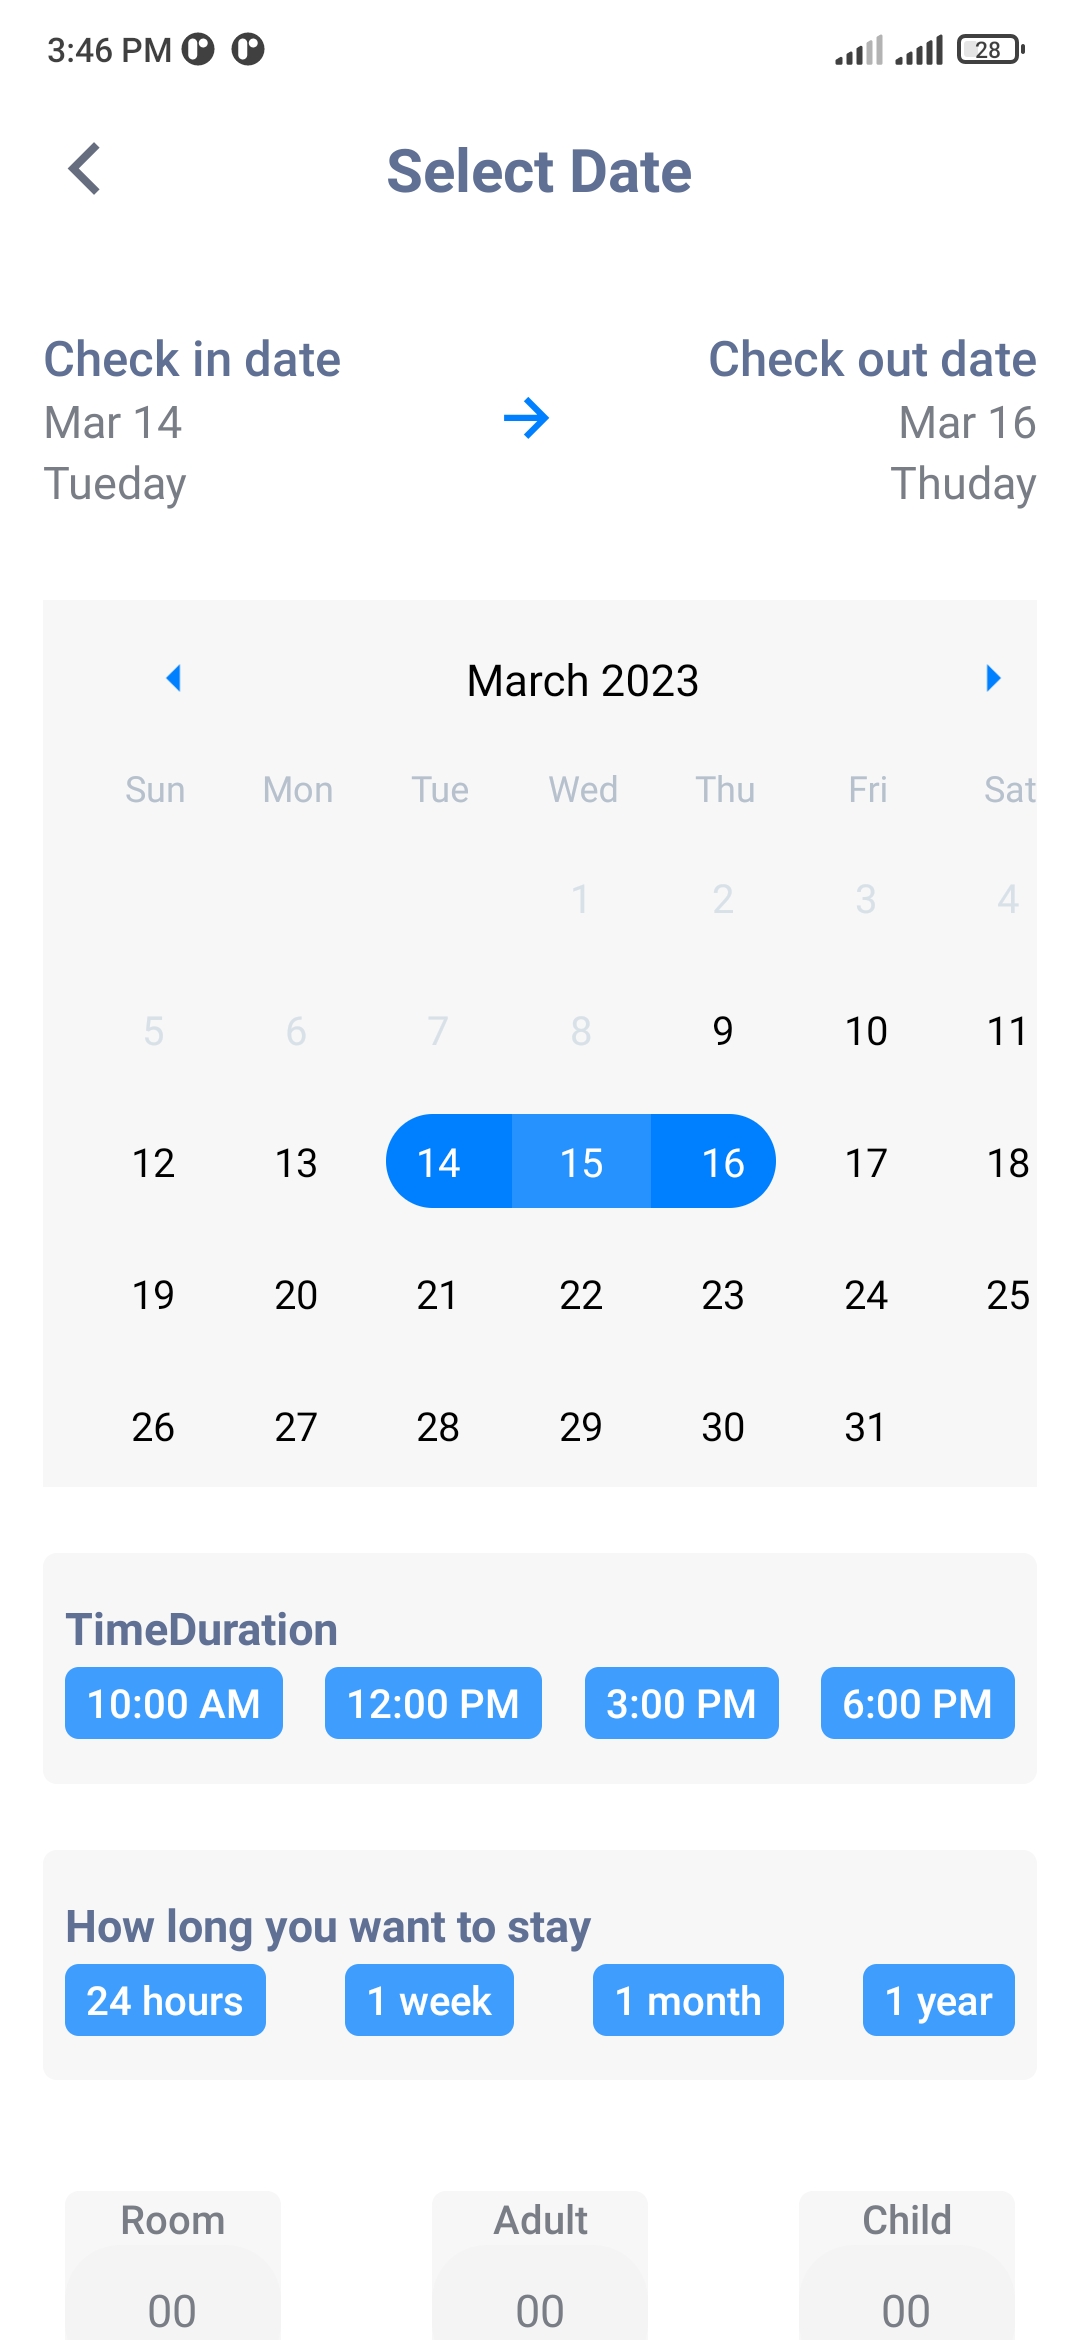 3:46 PM 28
Select Date
Check in date Check out date
Mar 14 Mar 16
Tueday Thuday
March 2023
Sun Mon Tue Wed Thu Fri Sat
1 2 3 4
5 6 7 8 9 10 11
12 13 14 15 16 17 18
19 20 21 22 23 24 25
26 27 28 29 30 31
TimeDuration
10:00 AM 12:00 PM 3:00 PM 6:00 PM
How long you want to stay
24 hours 1 week 1 month 1 year
Room Adult Child
00 00 00